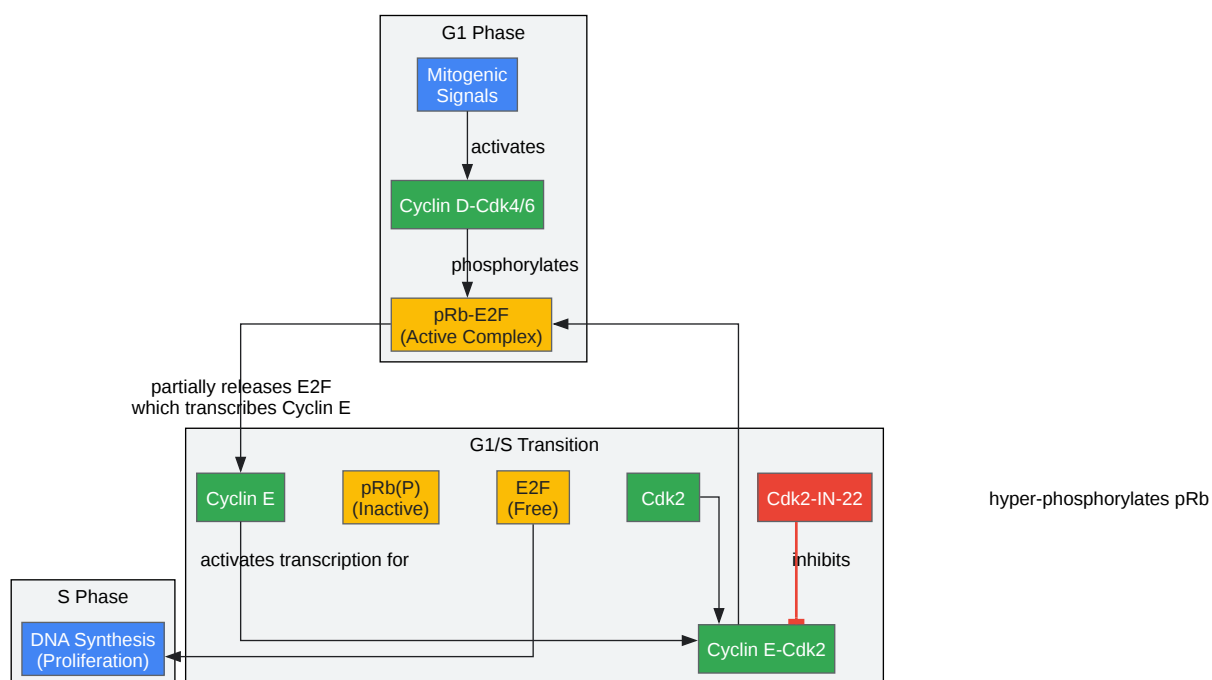 G1 Phase
Mitogenic
Signals
activates
Cyclin D-Cdk4/6
phosphorylates
pRb-E2F
(Active Complex)
partially releases E2F
which transcribes Cyclin E
G1/S Transition
Cyclin E
pRb(P)
(Inactive)
E2F
(Free)
Cdk2
Cdk2-IN-22
hyper-phosphorylates pRb
activates transcription for
inhibits
S Phase
DNA Synthesis
(Proliferation)
Cyclin E-Cdk2